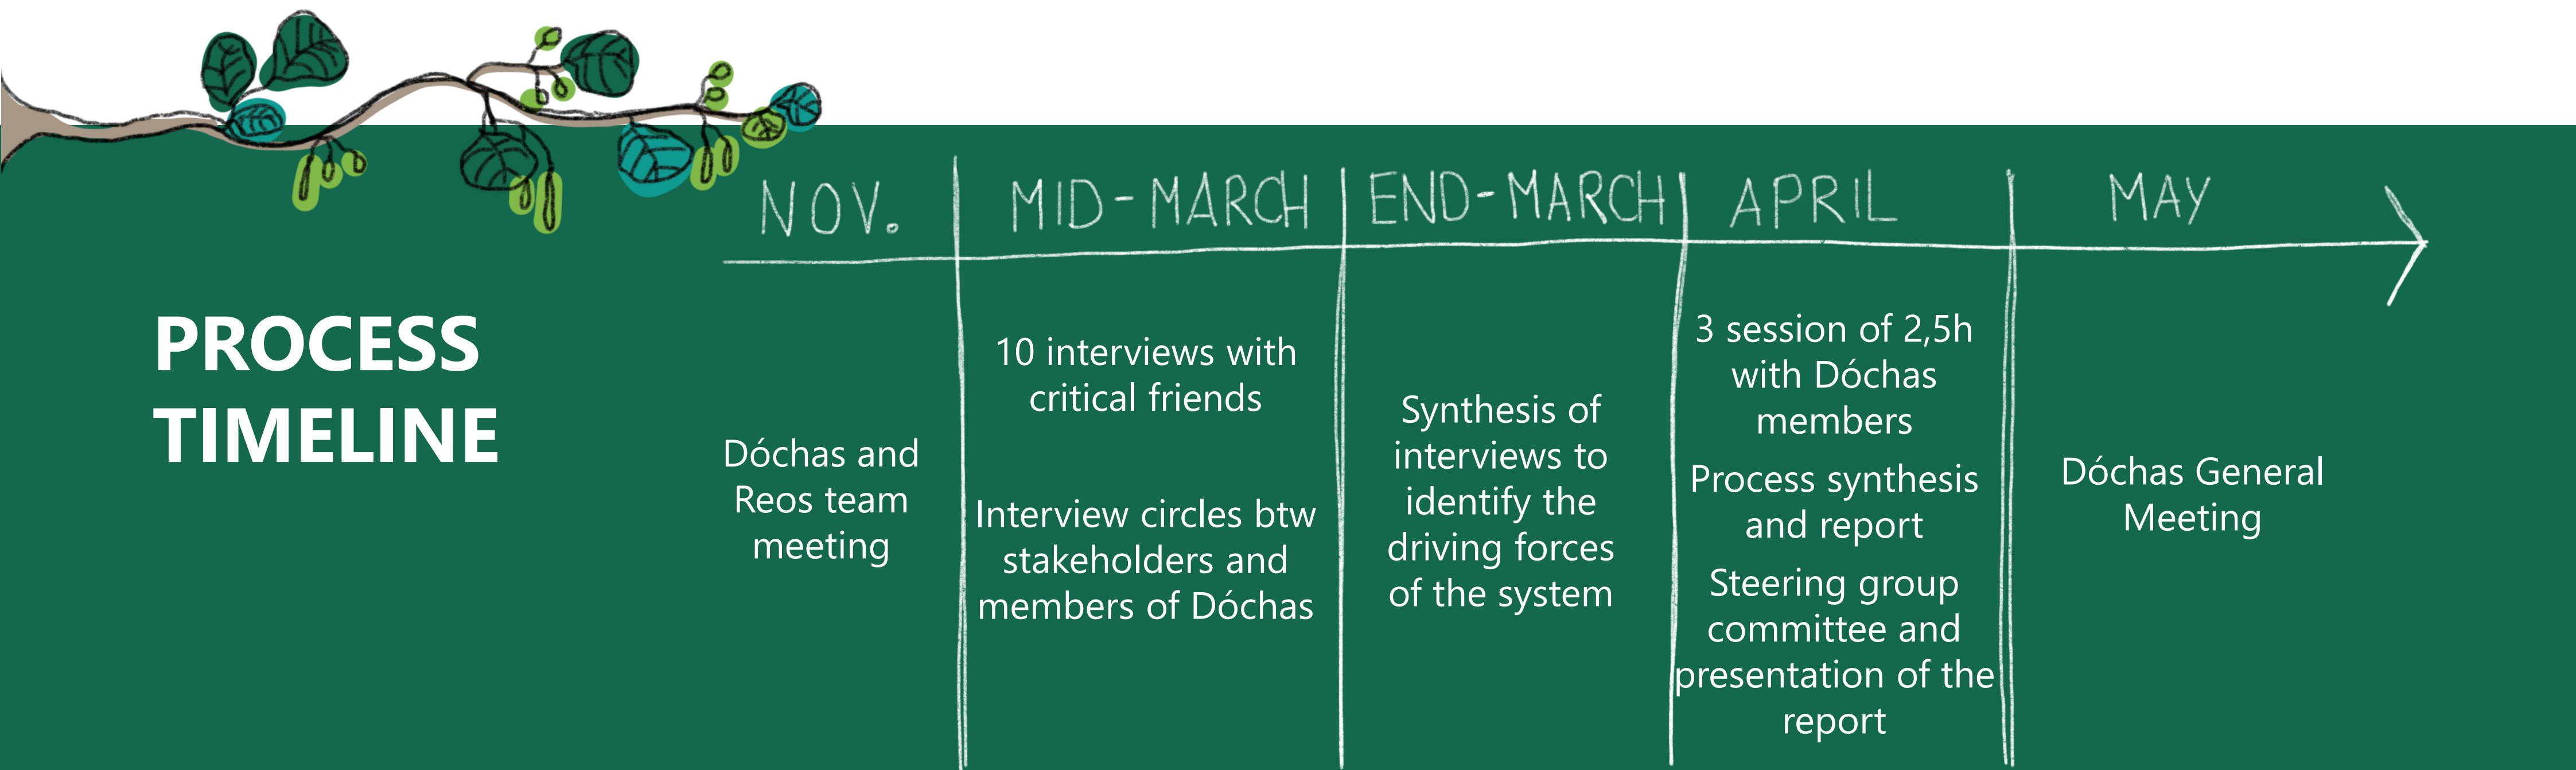 PROCESS
TIMELINE
NOV.
MID-MARCH
END-MARCH
APRIL
MAY
Dóchas and
Reos team
meeting
10 interviews with
critical friends
Interview circles btw
stakeholders and
members of Dóchas
Synthesis of
interviews to
identify the
driving forces
of the system
3 session of 2,5h
with Dóchas
members
Process synthesis
and report
Steering group
committee and
presentation of the
report
Dóchas General
Meeting